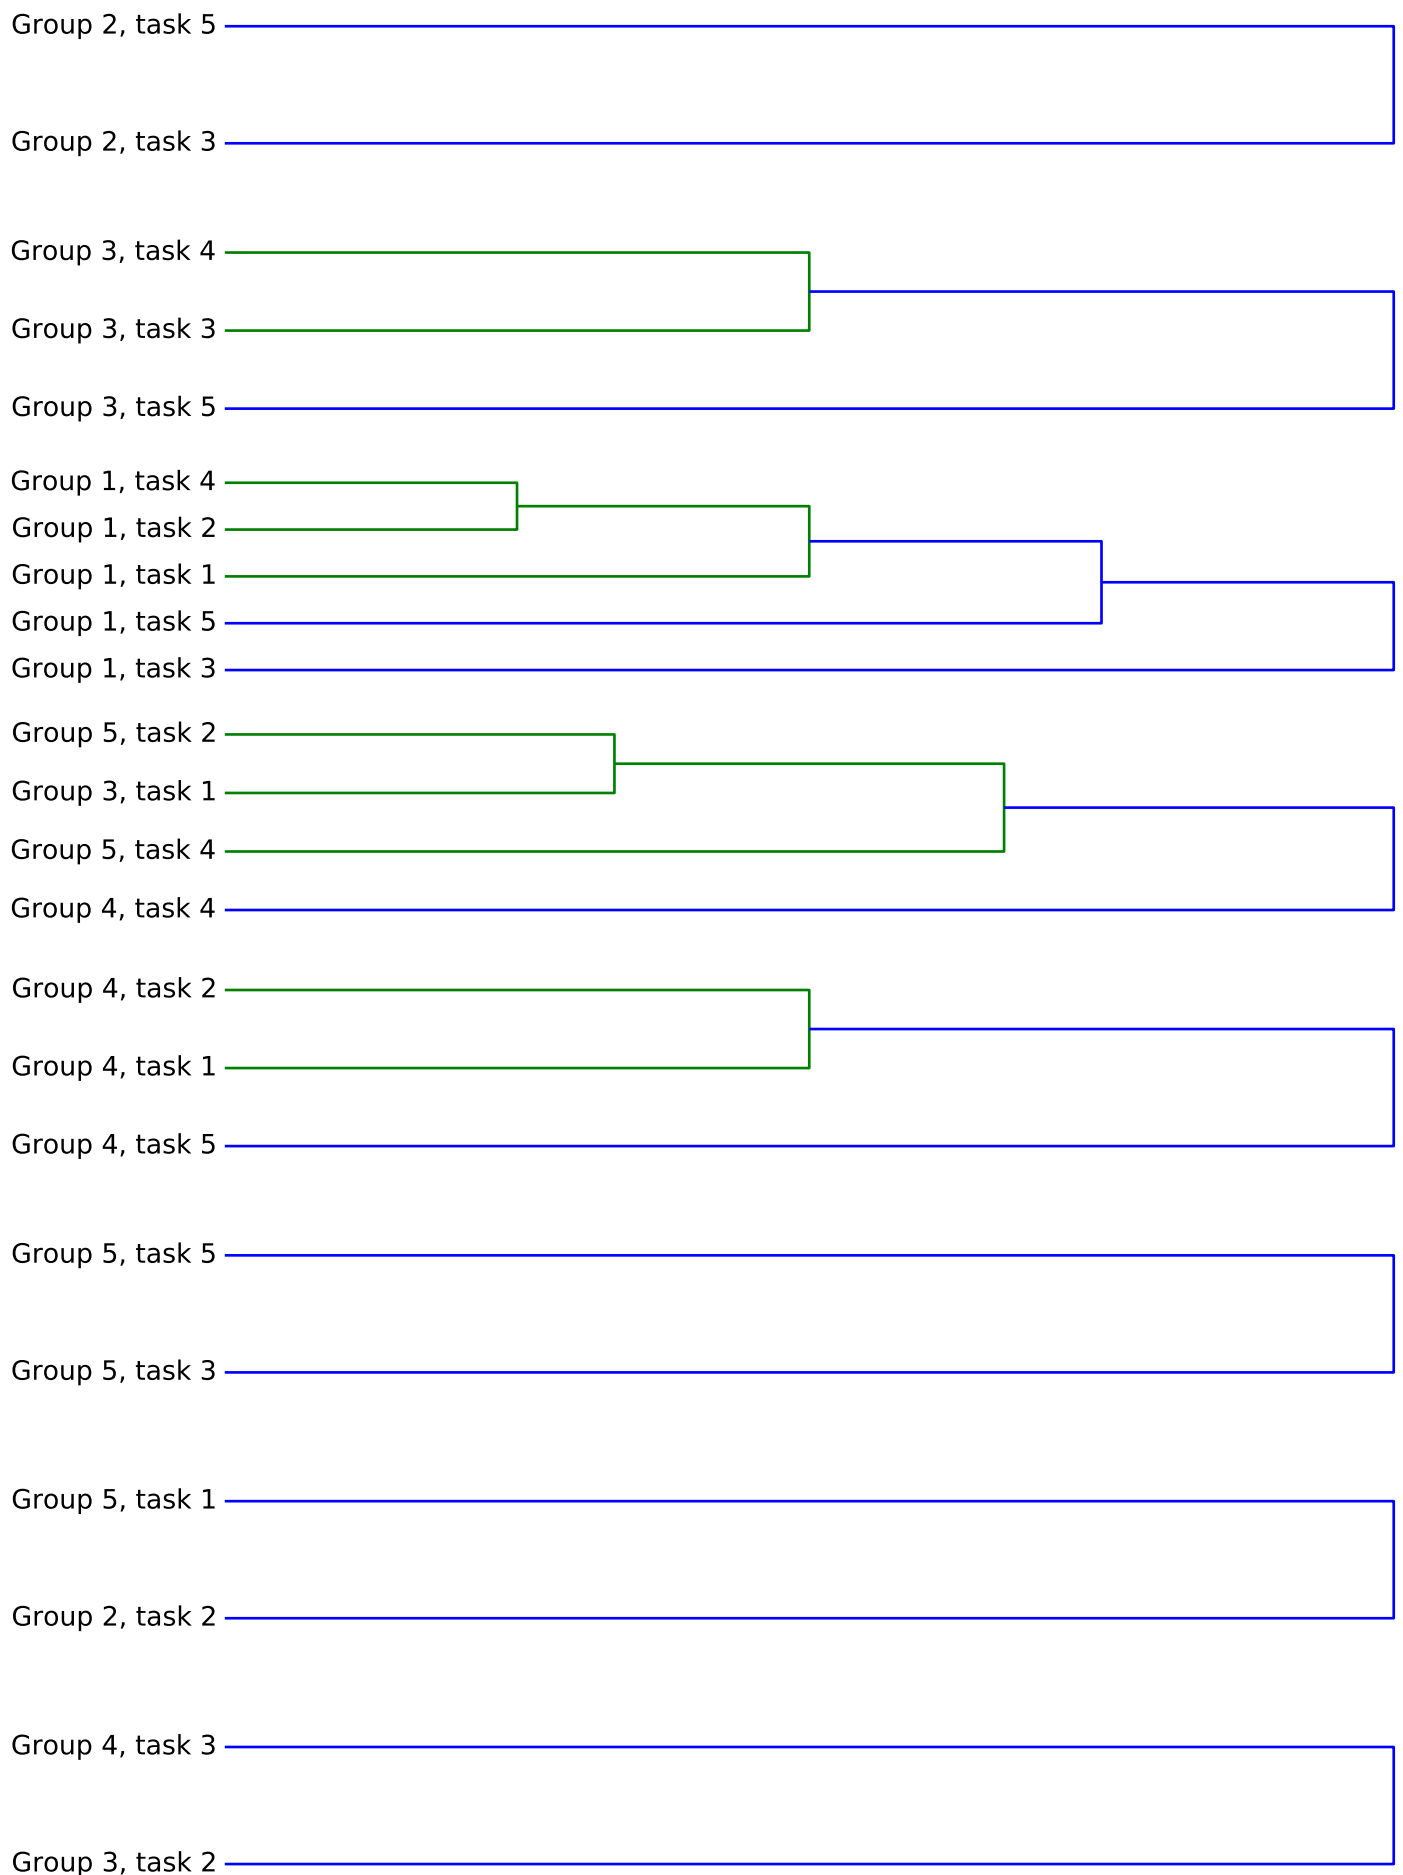 Group 2, task 5
Group 2, task 3
Group 3, task 4
Group 3, task 3
Group 3, task 5
Group 1, task 4
Group 1, task 2
Group 1, task 1
Group 1, task 5
Group 1, task 3
Group 5, task 2
Group 3, task 1
Group 5, task 4
Group 4, task 4
Group 4, task 2
Group 4, task 1
Group 4, task 5
Group 5, task 5
Group 5, task 3
Group 5, task 1
Group 2, task 2
Group 4, task 3
Group 3, task 2